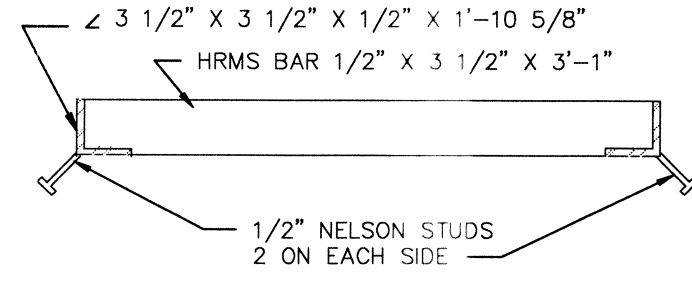 ∠ 3 1/2" X 3 1/2" X 1/2" X 1'-10 5/8"
HRMS BAR 1/2" X 3 1/2" X 3'-1"
1/2" NELSON STUDS
2 ON EACH SIDE